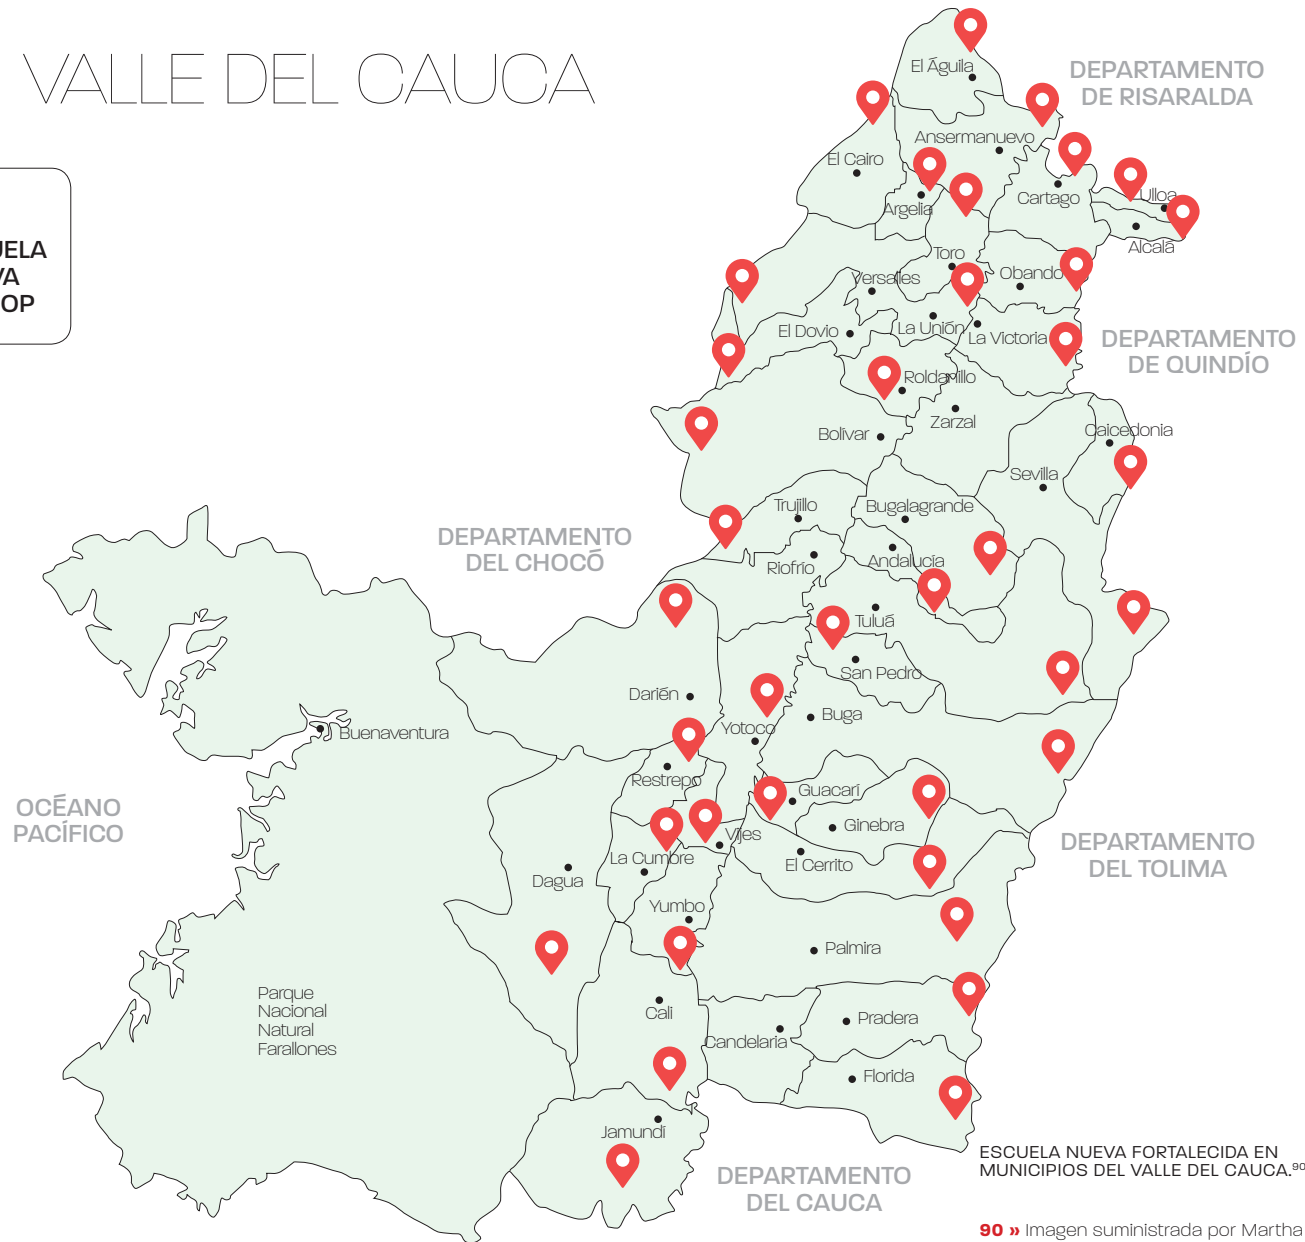 VALLE DEL CAUCA
OP
El Águila
DEPARTAMENTO
DE RISARALDA
Ansermanuevo
El Cairo
Argelia
Cartago
Ulloa
Alcalá
Toro
Versalles
Obando
El Dovio
La Unión
La Victoria
DEPARTAMENTO
DE QUINDÍO
Roldanillo
Zarzal
Bolívar
Caicedonia
Sevilla
Trujillo
Bugalagrande
DEPARTAMENTO
DEL CHOCÓ
Riofrío
Andalucía
Tuluá
San Pedro
Darién
Buga
Yotoco
Buenaventura
Restrepo
Guacarí
OCÉANO
PACÍFICO
Ginebra
Vijes
La Cumbre
El Cerrito
DEPARTAMENTO
DEL TOLIMA
Dagua
Yumbo
Palmira
Parque
Nacional
Natural
Farallones
Cali
Candelaria
Pradera
Florida
Jamundí
DEPARTAMENTO
DEL CAUCA
ESCUELA NUEVA FORTALECIDA EN
MUNICIPIOS DEL VALLE DEL CAUCA.90
90 » Imagen suministrada por Martha